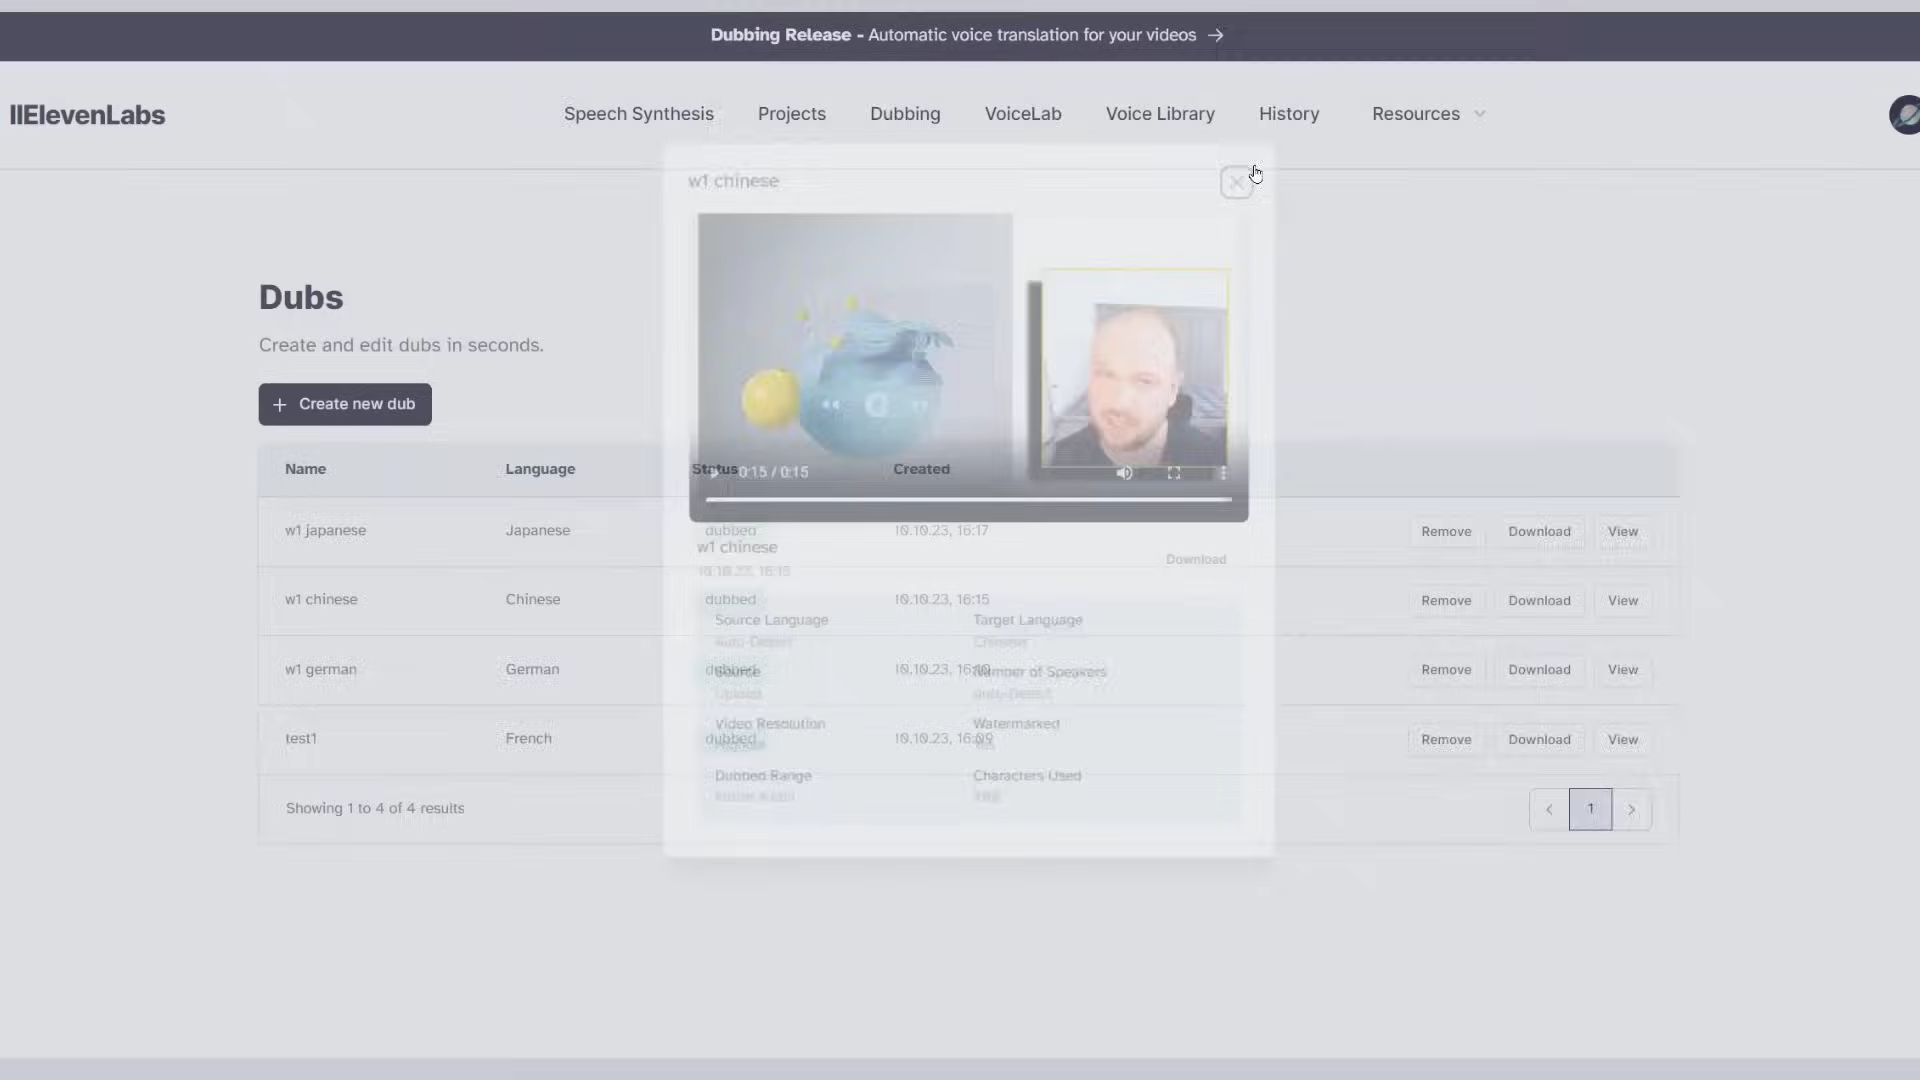 Dubbing Release - Automatic voice translation for your videos →
IIElevenLabs
Speech Synthesis Projects Dubbing VoiceLab Voice Library History Resources
w1 chinese
Dubs
Create and edit dubs in seconds.
+ Create new dub
Name Language Status Created
0:15 / 0:15
w1 japanese Japanese dubbed 10.10.23, 16:17 Remove Download View
w1 chinese
Download
10.10.23, 16:15
w1 chinese Chinese dubbed 10.10.23, 16:15 Remove Download View
Source Language Target Language
Auto-Detect Chinese
w1 german German dubbed 10.10.23, Remove Download View
Source Number of Speakers
Upload Auto-Detect
Video Resolution Watermarked
test1 French dubbed 10.10.23, 16:09 Remove Download View
Dubbed Range Characters Used
Showing 1 to 4 of 4 results
1